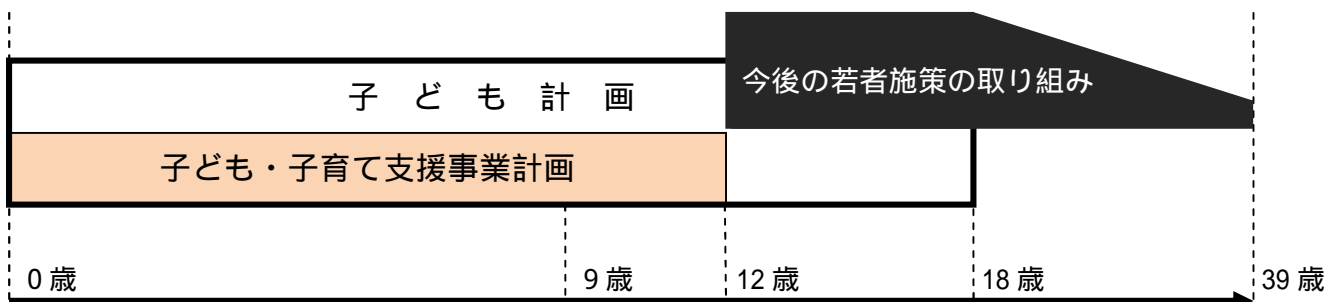 今後の若者施策の取り組み
子 ど も 計 画
子ども・子育て支援事業計画
0 歳
9 歳
12 歳
18 歳
39 歳